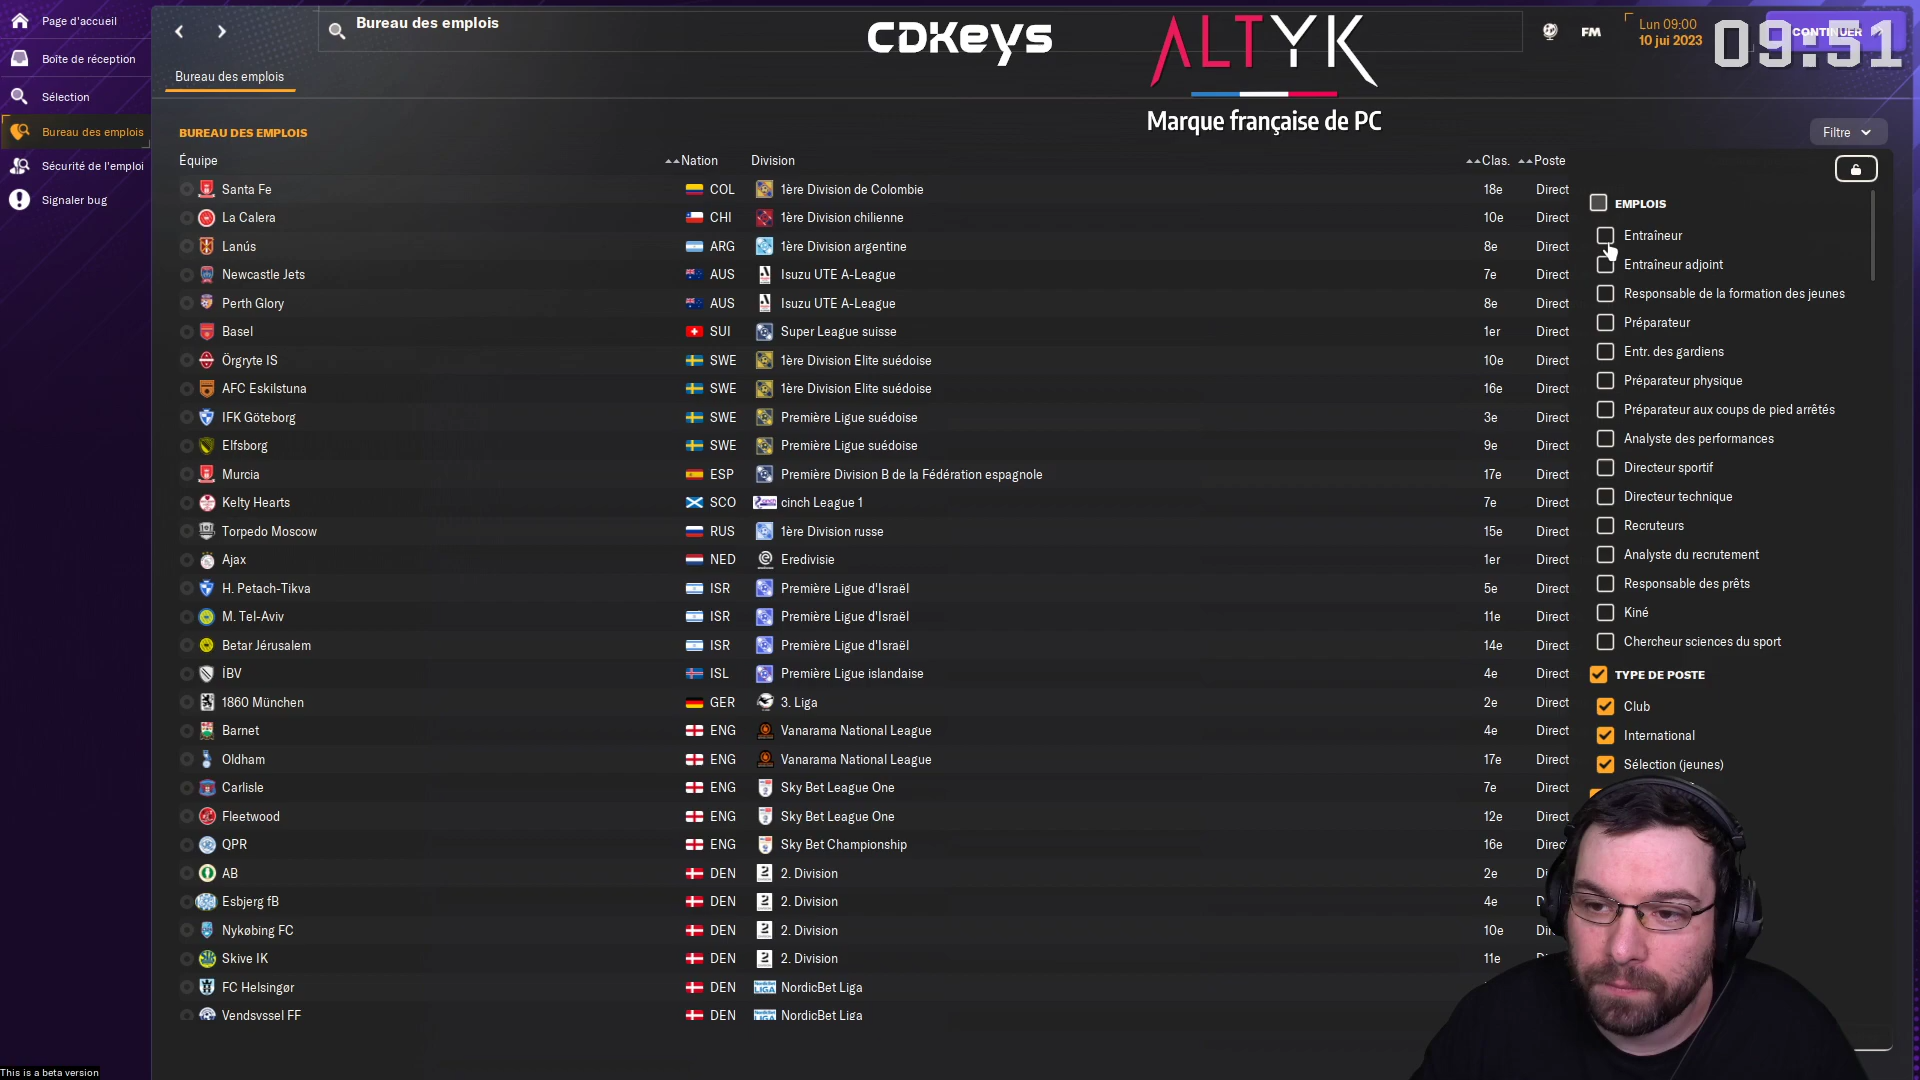 Page d'accueil
Boîte de réception
Sélection
Bureau des emplois
Sécurité de l'emploi
Signaler bug
Bureau des emplois
CDKeys
ALTYK
Marque française de PC
FM
Lun 09:00
10 jui 2023
CONTINUER
09:51
Bureau des emplois
BUREAU DES EMPLOIS
Filtre
Équipe Nation Division Clas. Poste
Santa Fe COL 1ère Division de Colombie 18e Direct
La Calera CHI 1ère Division chilienne 10e Direct
Lanús ARG 1ère Division argentine 8e Direct
Newcastle Jets AUS Isuzu UTE A-League 7e Direct
Perth Glory AUS Isuzu UTE A-League 8e Direct
Basel SUI Super League suisse 1er Direct
Örgryte IS SWE 1ère Division Elite suédoise 10e Direct
AFC Eskilstuna SWE 1ère Division Elite suédoise 16e Direct
IFK Göteborg SWE Première Ligue suédoise 3e Direct
Elfsborg SWE Première Ligue suédoise 9e Direct
Murcia ESP Première Division B de la Fédération espagnole 17e Direct
Kelty Hearts SCO cinch League 1 7e Direct
Torpedo Moscow RUS 1ère Division russe 15e Direct
Ajax NED Eredivisie 1er Direct
H. Petach-Tikva ISR Première Ligue d'Israël 5e Direct
M. Tel-Aviv ISR Première Ligue d'Israël 11e Direct
Betar Jérusalem ISR Première Ligue d'Israël 14e Direct
ÍBV ISL Première Ligue islandaise 4e Direct
1860 München GER 3. Liga 2e Direct
Barnet ENG Vanarama National League 4e Direct
Oldham ENG Vanarama National League 17e Direct
Carlisle ENG Sky Bet League One 7e Direct
Fleetwood ENG Sky Bet League One 12e Direct
QPR ENG Sky Bet Championship 16e Direc
AB DEN 2. Division 2e Di
Esbjerg fB DEN 2. Division 4e D
Nykøbing FC DEN 2. Division 10e Dir
Skive IK DEN 2. Division 11e Dire
FC Helsingør DEN NordicBet Liga
Vendsyssel FF DEN NordicBet Liga
EMPLOIS
Entraîneur
Entraîneur adjoint
Responsable de la formation des jeunes
Préparateur
Entr. des gardiens
Préparateur physique
Préparateur aux coups de pied arrêtés
Analyste des performances
Directeur sportif
Directeur technique
Recruteurs
Analyste du recrutement
Responsable des prêts
Kiné
Chercheur sciences du sport
TYPE DE POSTE
Club
International
Sélection (jeunes)
This is a beta version